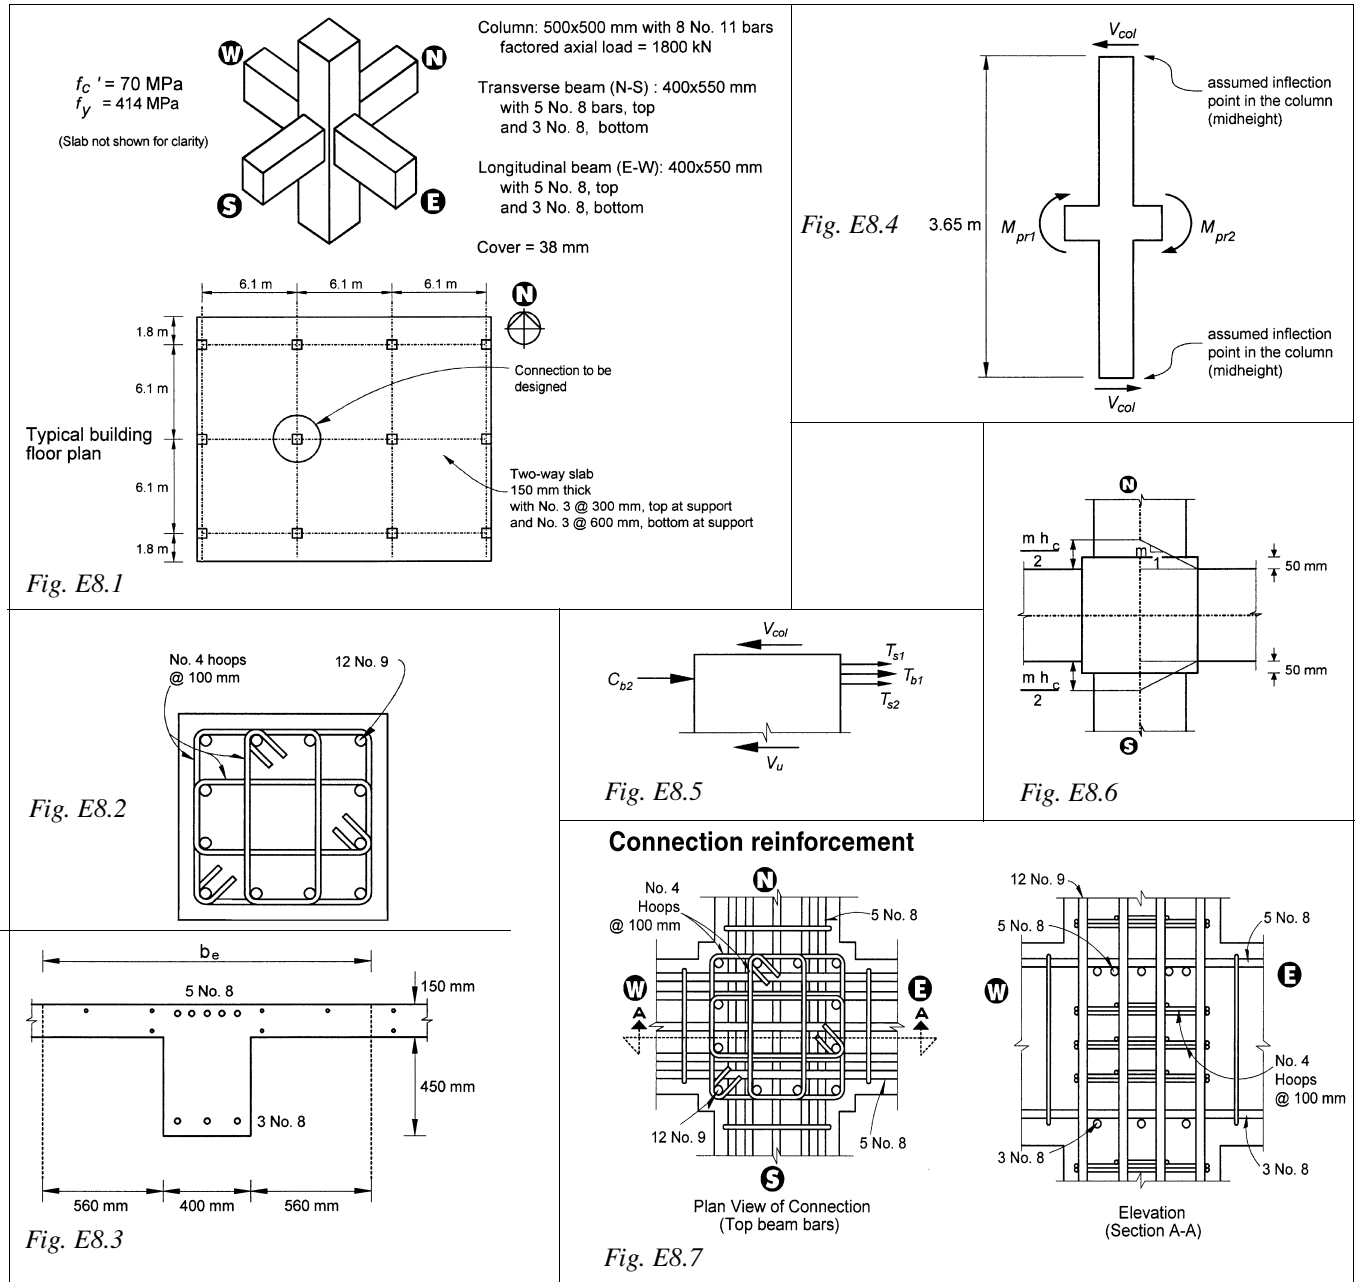 W
N
S
E
fc ' = 70 MPa
fy = 414 MPa
(Slab not shown for clarity)
Column: 500x500 mm with 8 No. 11 bars
factored axial load = 1800 kN
Transverse beam (N-S) : 400x550 mm
with 5 No. 8 bars, top
and 3 No. 8, bottom
Longitudinal beam (E-W): 400x550 mm
with 5 No. 8, top
and 3 No. 8, bottom
Cover = 38 mm
6.1 m
6.1 m
6.1 m
N
1.8 m
6.1 m
6.1 m
1.8 m
Connection to be
designed
Typical building
floor plan
Two-way slab
150 mm thick
with No. 3 @ 300 mm, top at support
and No. 3 @ 600 mm, bottom at support
Fig. E8.1
Vcol
assumed inflection
point in the column
(midheight)
3.65 m
Mpr1
Mpr2
assumed inflection
point in the column
(midheight)
Vcol
Fig. E8.4
No. 4 hoops
@ 100 mm
12 No. 9
Fig. E8.2
be
5 No. 8
150 mm
450 mm
3 No. 8
560 mm
400 mm
560 mm
Fig. E8.3
Vcol
Ts1
Tb1
Ts2
Cb2
Vu
Fig. E8.5
N
m hc
2
m
1
50 mm
50 mm
m hc
2
S
Fig. E8.6
Connection reinforcement
N
No. 4
Hoops
@ 100 mm
5 No. 8
W
E
A
A
12 No. 9
5 No. 8
S
Plan View of Connection
(Top beam bars)
12 No. 9
5 No. 8
5 No. 8
W
E
No. 4
Hoops
@ 100 mm
3 No. 8
3 No. 8
Elevation
(Section A-A)
Fig. E8.7